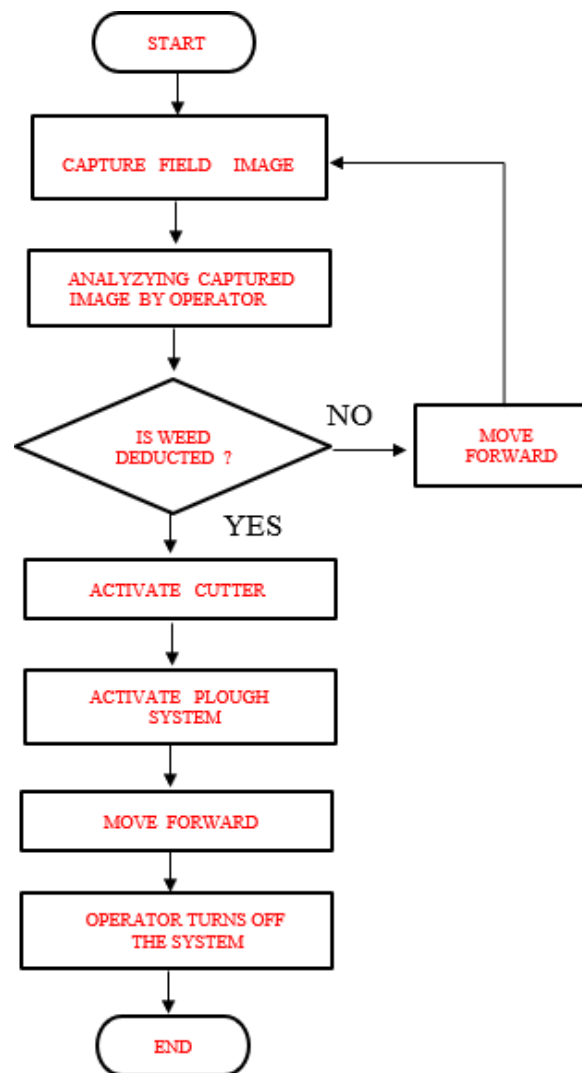 START
CAPTURE FIELD IMAGE
ANALYZYING CAPTURED
IMAGE BY OPERATOR
IS WEED
DEDUCTED ?
NO
MOVE
FORWARD
YES
ACTIVATE CUTTER
ACTIVATE PLOUGH
SYSTEM
MOVE FORWARD
OPERATOR TURNS OFF
THE SYSTEM
END